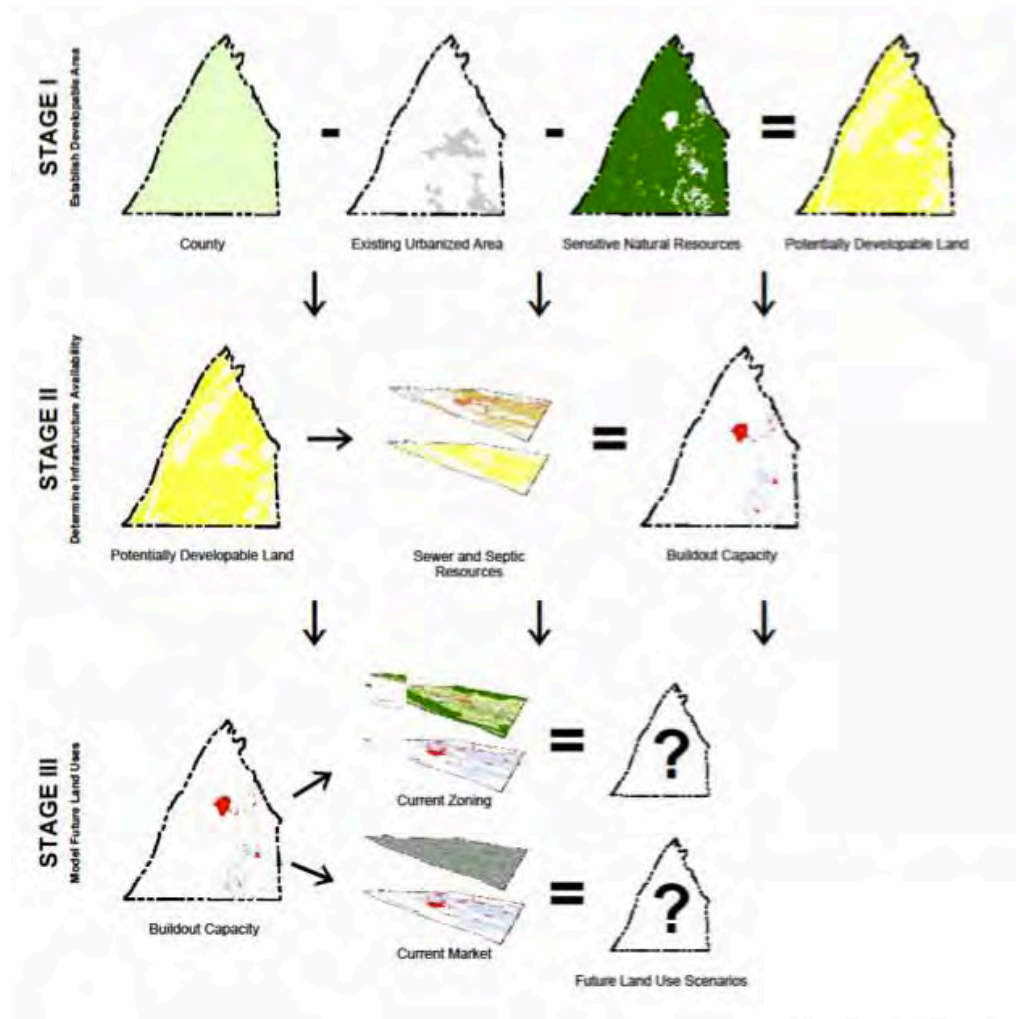 STAGE I
Establish Developable Area
-
-
=
County
Existing Urbanized Area
Sensitive Natural Resources
Potentially Developable Land
STAGE II
Determine Infrastructure Availability
=
Potentially Developable Land
Sewer and Septic
Resources
Buildout Capacity
STAGE III
Model Future Land Uses
Buildout Capacity
Current Zoning
=
?
Current Market
=
?
Future Land Use Scenarios